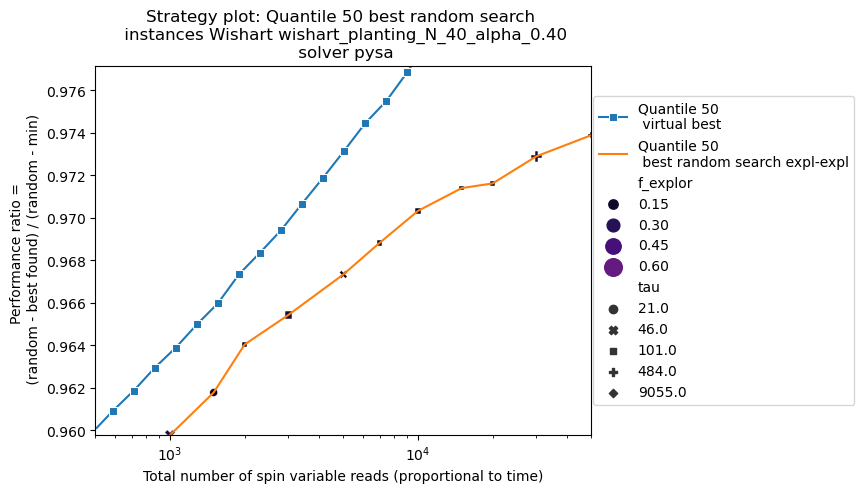 Strategy plot: Quantile 50 best random search
instances Wishart wishart_planting_N_40_alpha_0.40
solver pysa
Performance ratio =
(random - best found) / (random - min)
0.976
0.974
0.972
0.970
0.968
0.966
0.964
0.962
0.960
10³
10⁴
Total number of spin variable reads (proportional to time)
Quantile 50
virtual best
Quantile 50
best random search expl-expl
f_explor
0.15
0.30
0.45
0.60
tau
21.0
46.0
101.0
484.0
9055.0